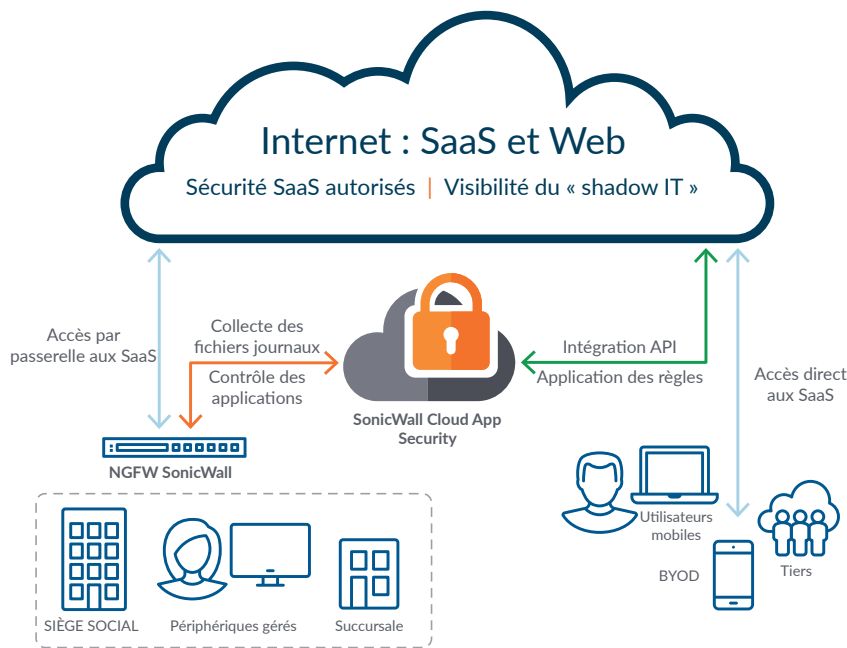 Internet : SaaS et Web
Sécurité SaaS autorisés | Visibilité du « shadow IT »
Accès par
passerelle aux SaaS
Collecte des
fichiers journaux
Contrôle des
applications
SonicWall Cloud App
Security
Intégration API
Application des règles
Accès direct
aux SaaS
NGFW SonicWall
SIÈGE SOCIAL
Périphériques gérés
Succursale
Utilisateurs
mobiles
BYOD
Tiers